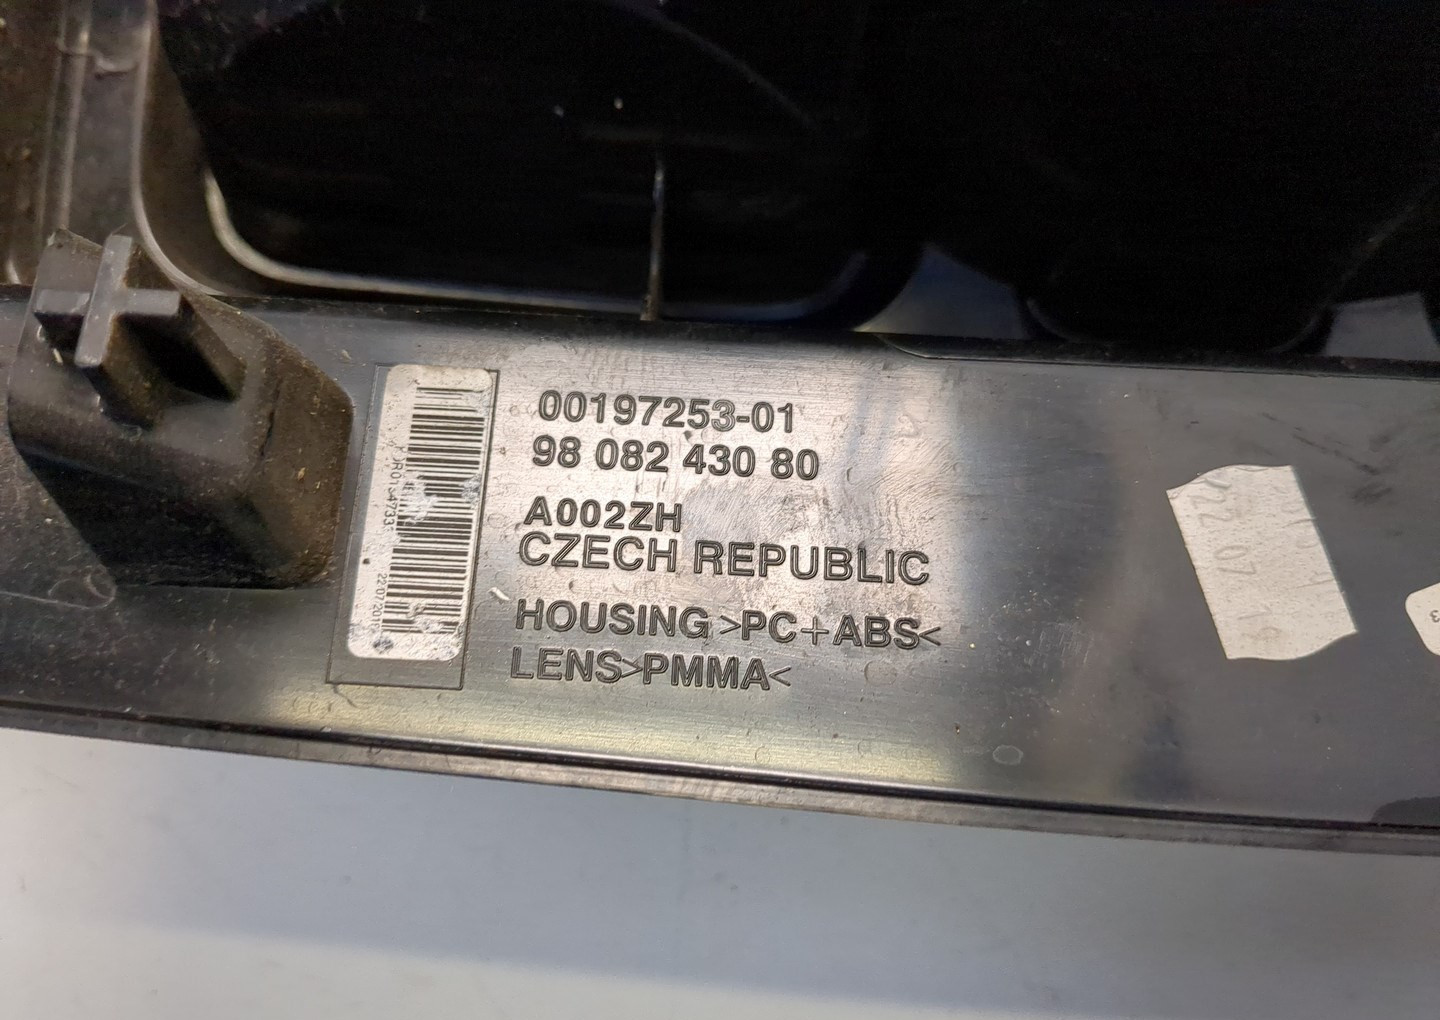 00197253-01
98 082 430 80
A002ZH
CZECH REPUBLIC
HOUSING >PC+ABS<
LENS>PMMA<